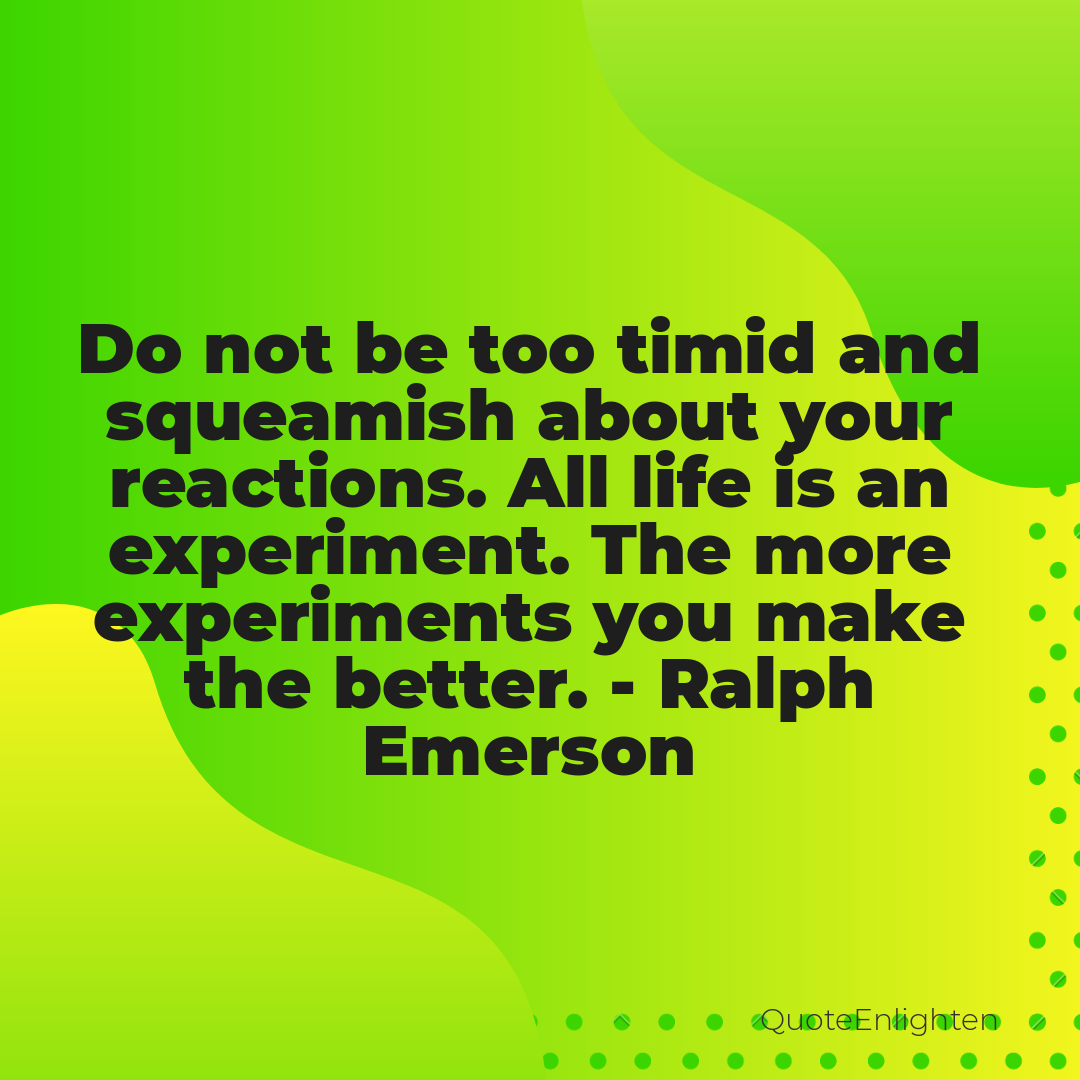 Do not be too timid and
squeamish about your
reactions. All life is an
experiment. The more
experiments you make
the better. - Ralph
Emerson
QuoteEnlighten